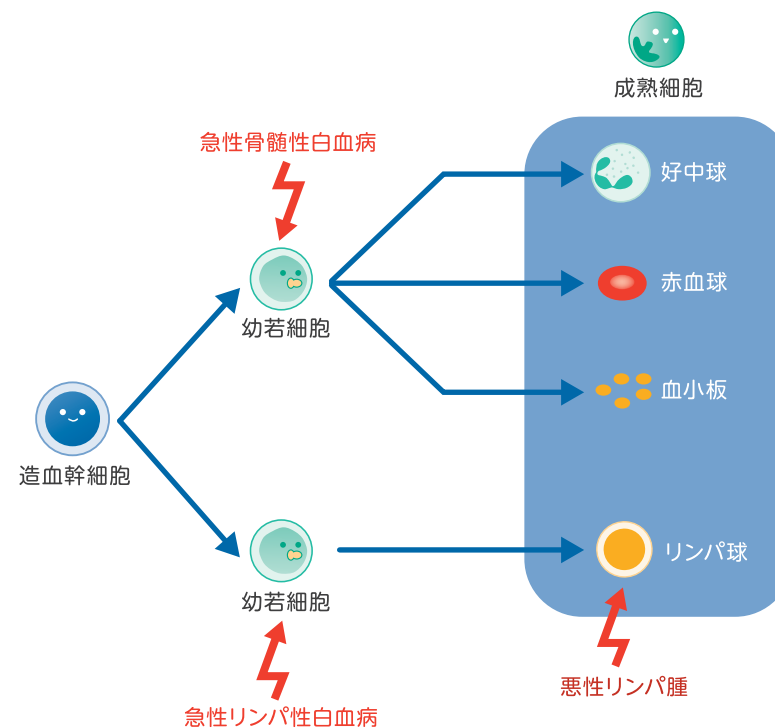 成熟細胞
急性骨髄性白血病
好中球
赤血球
幼若細胞
血小板
造血幹細胞
リンパ球
幼若細胞
悪性リンパ腫
急性リンパ性白血病